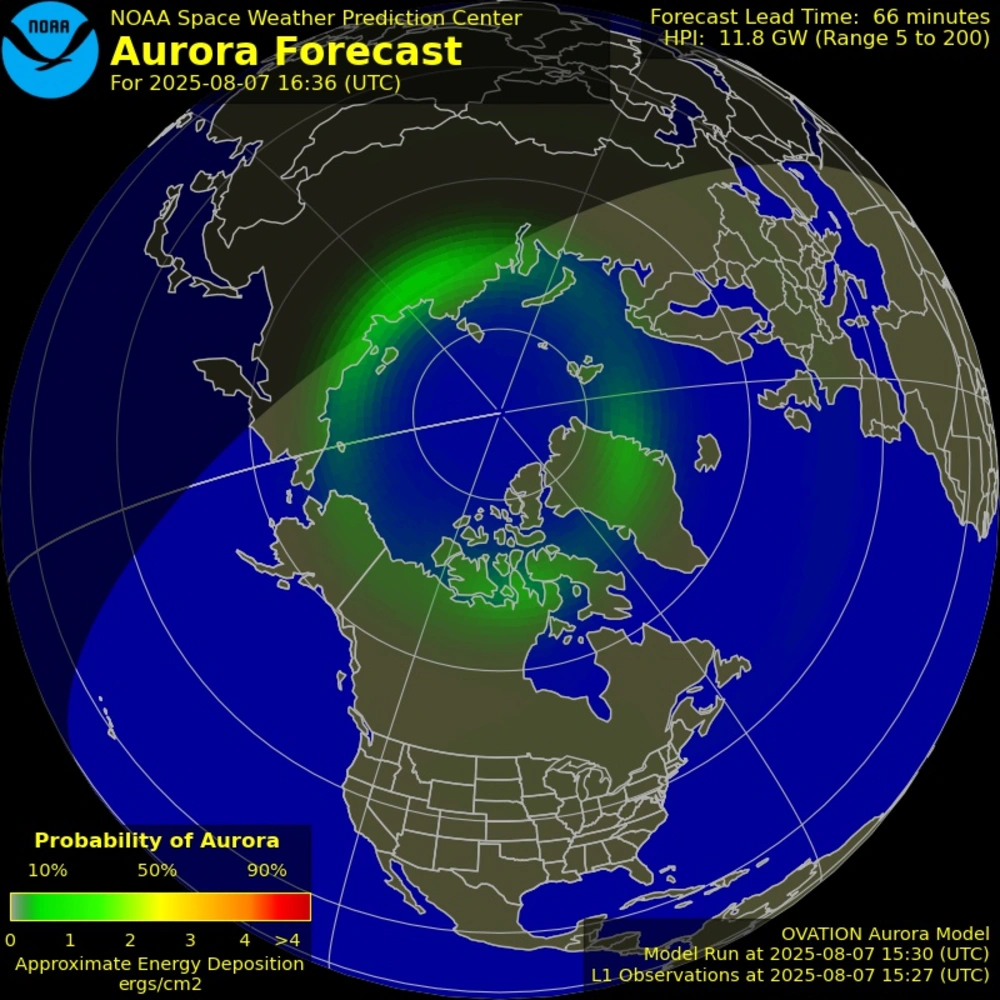 NOAA
NOAA Space Weather Prediction Center
Aurora Forecast
For 2025-08-07 16:36 (UTC)
Forecast Lead Time: 66 minutes
HPI: 11.8 GW (Range 5 to 200)
Probability of Aurora
10% 50% 90%
0 1 2 3 4 >4
Approximate Energy Deposition
ergs/cm2
OVATION Aurora Model
Model Run at 2025-08-07 15:30 (UTC)
L1 Observations at 2025-08-07 15:27 (UTC)